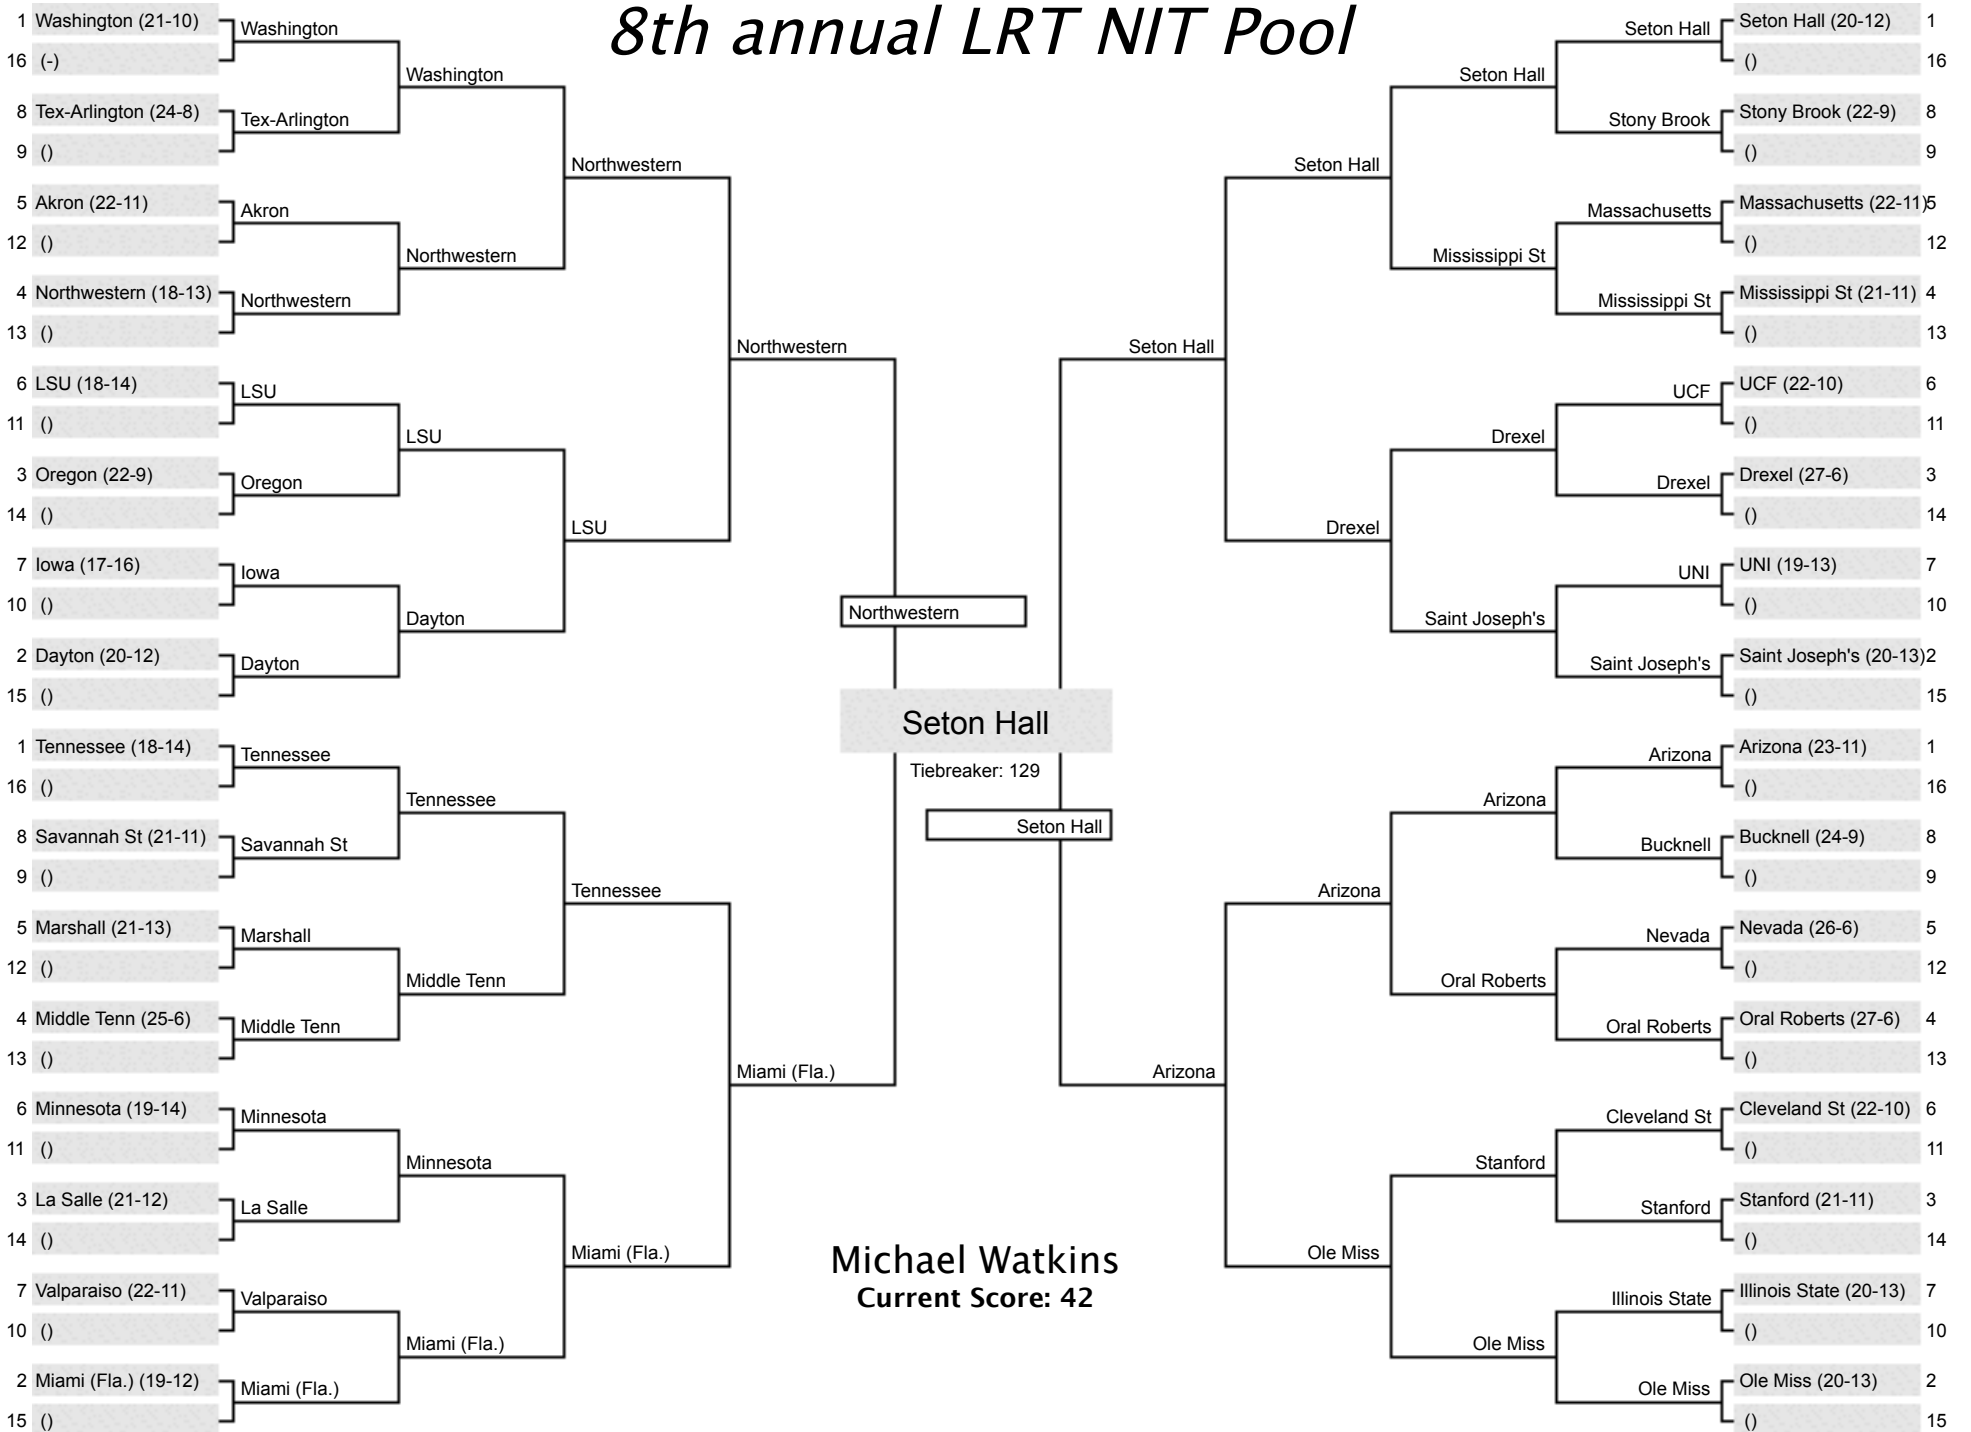 8th annual LRT NIT Pool
1 Washington (21-10)
16 (-)
8 Tex-Arlington (24-8)
9 ()
5 Akron (22-11)
12 ()
4 Northwestern (18-13)
13 ()
6 LSU (18-14)
11 ()
3 Oregon (22-9)
14 ()
7 Iowa (17-16)
10 ()
2 Dayton (20-12)
15 ()
1 Tennessee (18-14)
16 ()
8 Savannah St (21-11)
9 ()
5 Marshall (21-13)
12 ()
4 Middle Tenn (25-6)
13 ()
6 Minnesota (19-14)
11 ()
3 La Salle (21-12)
14 ()
7 Valparaiso (22-11)
10 ()
2 Miami (Fla.) (19-12)
15 ()
Washington
Tex-Arlington
Akron
Northwestern
LSU
Oregon
Iowa
Dayton
Tennessee
Savannah St
Marshall
Middle Tenn
Minnesota
La Salle
Valparaiso
Miami (Fla.)
Washington
Northwestern
LSU
Dayton
Tennessee
Middle Tenn
Minnesota
Miami (Fla.)
Northwestern
LSU
Tennessee
Miami (Fla.)
Northwestern
Miami (Fla.)
Northwestern
Seton Hall
Tiebreaker: 129
Seton Hall
Michael Watkins
Current Score: 42
Seton Hall
Arizona
Seton Hall
Drexel
Arizona
Ole Miss
Seton Hall
Mississippi St
Drexel
Saint Joseph's
Arizona
Oral Roberts
Stanford
Ole Miss
Seton Hall
Stony Brook
Massachusetts
Mississippi St
UCF
Drexel
UNI
Saint Joseph's
Arizona
Bucknell
Nevada
Oral Roberts
Cleveland St
Stanford
Illinois State
Ole Miss
Seton Hall (20-12) 1
() 16
Stony Brook (22-9) 8
() 9
Massachusetts (22-11) 5
() 12
Mississippi St (21-11) 4
() 13
UCF (22-10) 6
() 11
Drexel (27-6) 3
() 14
UNI (19-13) 7
() 10
Saint Joseph's (20-13) 2
() 15
Arizona (23-11) 1
() 16
Bucknell (24-9) 8
() 9
Nevada (26-6) 5
() 12
Oral Roberts (27-6) 4
() 13
Cleveland St (22-10) 6
() 11
Stanford (21-11) 3
() 14
Illinois State (20-13) 7
() 10
Ole Miss (20-13) 2
() 15